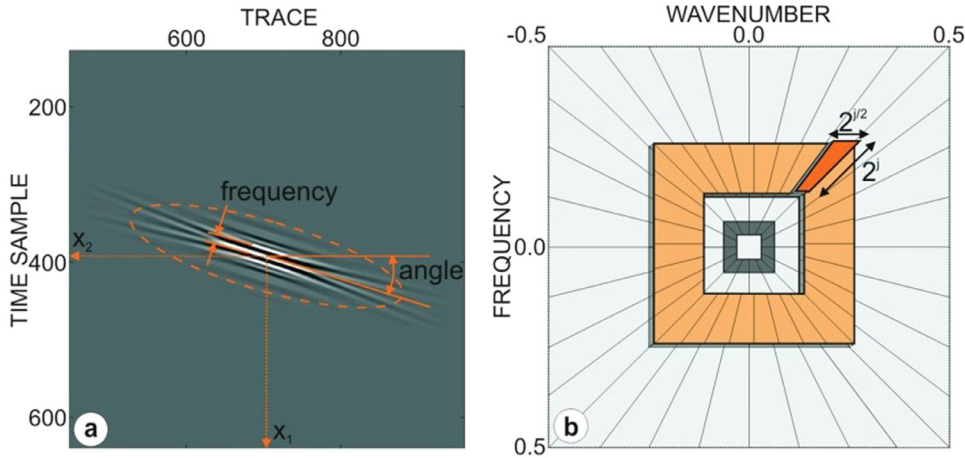 TRACE
600 800
TIME SAMPLE
200
400
600
frequency
angle
x₂
x₁
a
WAVENUMBER
-0.5 0.0 0.5
FREQUENCY
0.0
0.5
2^j/2
2^j
b